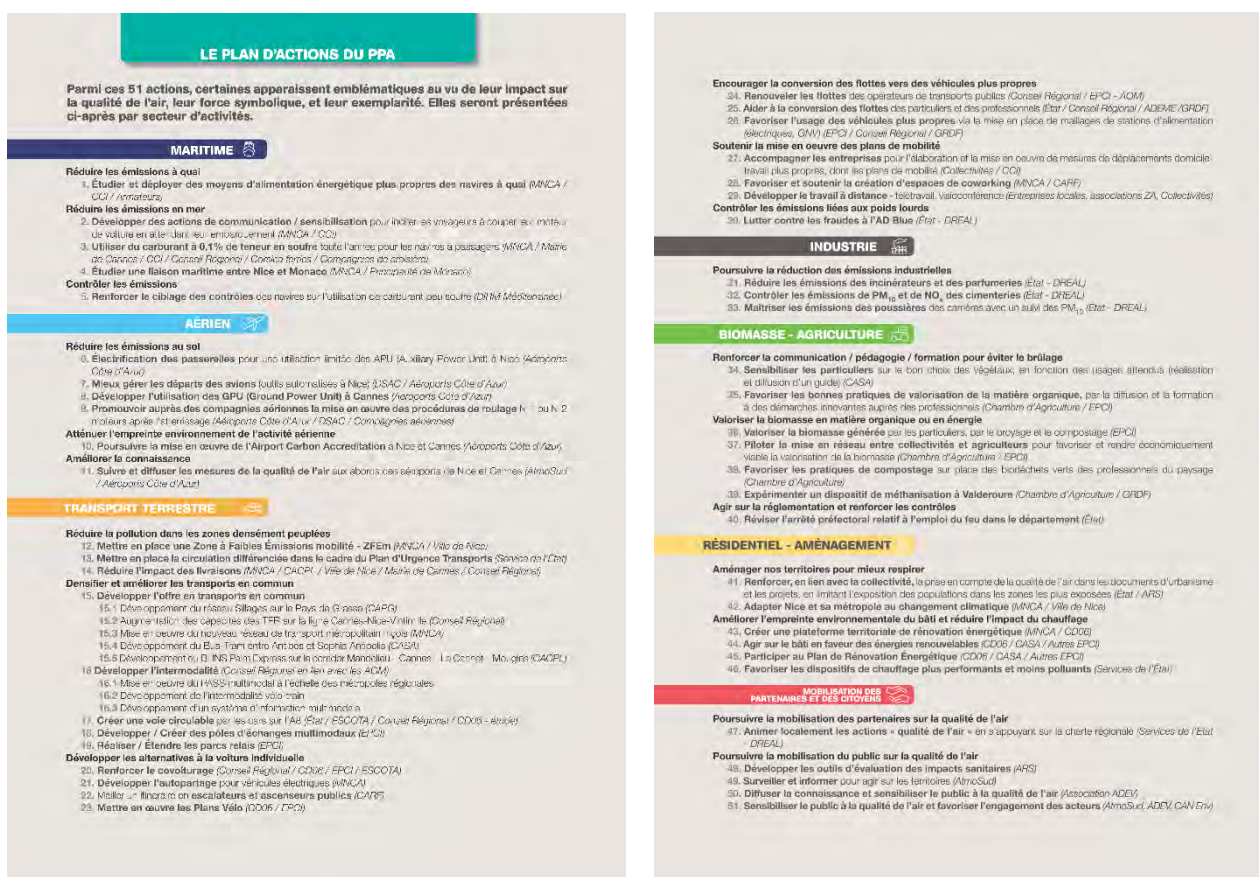 LE PLAN D'ACTIONS DU PPA
Parmi ces 51 actions, certaines apparaissent emblématiques au vu de leur impact sur
la qualité de l'air, leur force symbolique, et leur exemplarité. Elles seront présentées
ci-après par secteur d'activités.
MARITIME
Réduire les émissions à quai
1. Étudier et déployer des moyens d'alimentation énergétique plus propres des navires à quai (MNCA /
CCI / Armateurs)
Réduire les émissions en mer
2. Développer des actions de communication / sensibilisation pour inciter les voyageurs à couper leur moteur
de voiture en attendant leur embarquement (MNCA / CCI)
3. Utiliser du carburant à 0,1% de teneur en soufre toute l'année pour les navires à passagers (MNCA / Mairie
de Cannes / CCI / Conseil Régional / Corsica ferries / Compagnies de croisière)
4. Étudier une liaison maritime entre Nice et Monaco (MNCA / Principauté de Monaco)
Contrôler les émissions
5. Renforcer le ciblage des contrôles des navires sur l'utilisation de carburant peu soufré (DIRM Méditerranée)
AÉRIEN
Réduire les émissions au sol
6. Électrification des passerelles pour une utilisation limitée des APU (Auxiliary Power Unit) à Nice (Aéroports
Côte d'Azur)
7. Mieux gérer les départs des avions (outils automatisés à Nice) (DSAC / Aéroports Côte d'Azur)
8. Développer l'utilisation des GPU (Ground Power Unit) à Cannes (Aéroports Côte d'Azur)
9. Promouvoir auprès des compagnies aériennes la mise en œuvre des procédures de roulage N-1 ou N-2
moteurs après l'atterrissage (Aéroports Côte d'Azur / DSAC / Compagnies aériennes)
Atténuer l'empreinte environnement de l'activité aérienne
10. Poursuivre la mise en œuvre de l'Airport Carbon Accreditation à Nice et Cannes (Aéroports Côte d'Azur)
Améliorer la connaissance
11. Suivre et diffuser les mesures de la qualité de l'air aux abords des aéroports de Nice et Cannes (AtmoSud
/ Aéroports Côte d'Azur)
TRANSPORT TERRESTRE
Réduire la pollution dans les zones densément peuplées
12. Mettre en place une Zone à Faibles Émissions mobilité - ZFEm (MNCA / Ville de Nice)
13. Mettre en place la circulation différenciée dans le cadre du Plan d'Urgence Transports (Service de l'État)
14. Réduire l'impact des livraisons (MNCA / CACPL / Ville de Nice / Mairie de Cannes / Conseil Régional)
Densifier et améliorer les transports en commun
15. Développer l'offre en transports en commun
15.1 Développement du réseau Sillages sur le Pays de Grasse (CAPG)
15.2 Augmentation des capacités des TER sur la ligne Cannes-Nice-Vintimille (Conseil Régional)
15.3 Mise en oeuvre du nouveau réseau de transport métropolitain niçois (MNCA)
15.4 Développement du Bus-Tram entre Antibes et Sophia Antipolis (CASA)
15.5 Développement du BHNS Palm Express sur le corridor Mandelieu - Cannes - Le Cannet - Mougins (CACPL)
16 Développer l'intermodalité (Conseil Régional en lien avec les AOM)
16.1 Mise en oeuvre du PASS multimodal à l'échelle des métropoles régionales
16.2 Développement de l'intermodalité vélo-train
16.3 Développement d'un système d'information multimodale
17. Créer une voie circulable par les cars sur l'A8 (État / ESCOTA / Conseil Régional / CD06 - étude)
18. Développer / Créer des pôles d'échanges multimodaux (EPCI)
19. Réaliser / Étendre les parcs relais (EPCI)
Développer les alternatives à la voiture individuelle
20. Renforcer le covoiturage (Conseil Régional / CD06 / EPCI / ESCOTA)
21. Développer l'autopartage pour véhicules électriques (MNCA)
22. Mailler un itinéraire en escalateurs et ascenseurs publics (CARF)
23. Mettre en œuvre les Plans Vélo (CD06 / EPCI)
Encourager la conversion des flottes vers des véhicules plus propres
24. Renouveler les flottes des opérateurs de transports publics (Conseil Régional / EPCI - AOM)
25. Aider à la conversion des flottes des particuliers et des professionnels (État / Conseil Régional / ADEME /GRDF)
26. Favoriser l'usage des véhicules plus propres via la mise en place de maillages de stations d'alimentation
(électriques, GNV) (EPCI / Conseil Régional / GRDF)
Soutenir la mise en oeuvre des plans de mobilité
27. Accompagner les entreprises pour l'élaboration et la mise en oeuvre de mesures de déplacements domicile-
travail plus propres, dont les plans de mobilité (Collectivités / CCI)
28. Favoriser et soutenir la création d'espaces de coworking (MNCA / CARF)
29. Développer le travail à distance - télétravail, visioconférence (Entreprises locales, associations ZA, Collectivités)
Contrôler les émissions liées aux poids lourds
30. Lutter contre les fraudes à l'AD Blue (État - DREAL)
INDUSTRIE
Poursuivre la réduction des émissions industrielles
31. Réduire les émissions des incinérateurs et des parfumeries (État - DREAL)
32. Contrôler les émissions de PM10 et de NOx des cimenteries (État - DREAL)
33. Maîtriser les émissions des poussières des carrières avec un suivi des PM10 (État - DREAL)
BIOMASSE - AGRICULTURE
Renforcer la communication / pédagogie / formation pour éviter le brûlage
34. Sensibiliser les particuliers sur le bon choix des végétaux, en fonction des usages attendus (réalisation
et diffusion d'un guide) (CASA)
35. Favoriser les bonnes pratiques de valorisation de la matière organique, par la diffusion et la formation
à des démarches innovantes auprès des professionnels (Chambre d'Agriculture / EPCI)
Valoriser la biomasse en matière organique ou en énergie
36. Valoriser la biomasse générée par les particuliers, par le broyage et le compostage (EPCI)
37. Piloter la mise en réseau entre collectivités et agriculteurs pour favoriser et rendre économiquement
viable la valorisation de la biomasse (Chambre d'Agriculture / EPCI)
38. Favoriser les pratiques de compostage sur place des biodéchets verts des professionnels du paysage
(Chambre d'Agriculture)
39. Expérimenter un dispositif de méthanisation à Valderoure (Chambre d'Agriculture / GRDF)
Agir sur la réglementation et renforcer les contrôles
40. Réviser l'arrêté préfectoral relatif à l'emploi du feu dans le département (État)
RÉSIDENTIEL - AMÉNAGEMENT
Aménager nos territoires pour mieux respirer
41. Renforcer, en lien avec la collectivité, la prise en compte de la qualité de l'air dans les documents d'urbanisme
et les projets, en limitant l'exposition des populations dans les zones les plus exposées (État / ARS)
42. Adapter Nice et sa métropole au changement climatique (MNCA / Ville de Nice)
Améliorer l'empreinte environnementale du bâti et réduire l'impact du chauffage
43. Créer une plateforme territoriale de rénovation énergétique (MNCA / CD06)
44. Agir sur le bâti en faveur des énergies renouvelables (CD06 / CASA / Autres EPCI)
45. Participer au Plan de Rénovation Énergétique (CD06 / CASA / Autres EPCI)
46. Favoriser les dispositifs de chauffage plus performants et moins polluants (Services de l'État)
MOBILISATION DES
PARTENAIRES ET DES CITOYENS
Poursuivre la mobilisation des partenaires sur la qualité de l'air
47. Animer localement les actions « qualité de l'air » en s'appuyant sur la charte régionale (Services de l'Etat
- DREAL)
Poursuivre la mobilisation du public sur la qualité de l'air
48. Développer les outils d'évaluation des impacts sanitaires (ARS)
49. Surveiller et informer pour agir sur les territoires (AtmoSud)
50. Diffuser la connaissance et sensibiliser le public à la qualité de l'air (Association ADEV)
51. Sensibiliser le public à la qualité de l'air et favoriser l'engagement des acteurs (AtmoSud, ADEV, CAN Env)